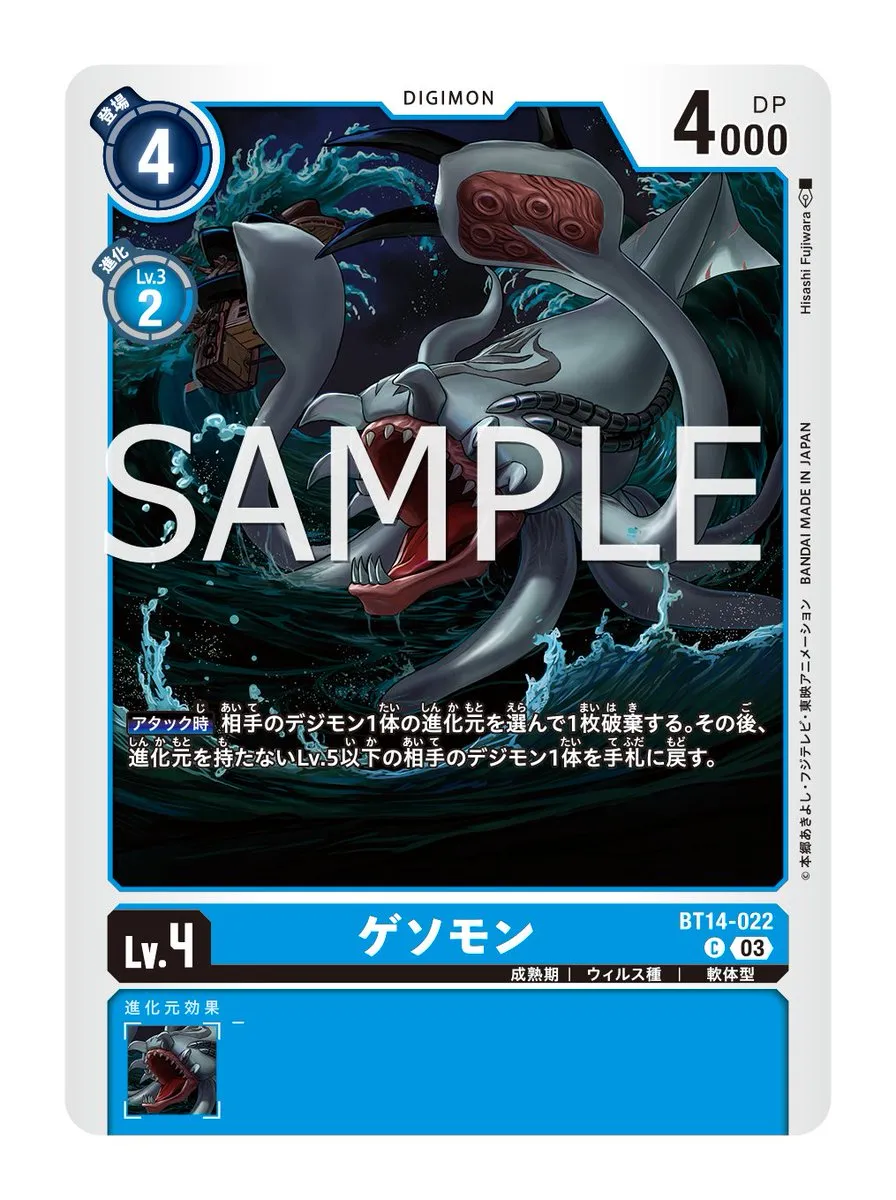 DIGIMON
登場
4
DP
4000
進化
Lv.3
2
Hisashi Fujiwara
SAMPLE
BANDAI MADE IN JAPAN
© 本郷あきよし・フジテレビ・東映アニメーション
アタック時 相手のデジモン1体の進化元を選んで1枚破棄する。その後、
進化元を持たないLv.5以下の相手のデジモン1体を手札に戻す。
BT14-022
Lv.4
ゲソモン
C 03
成熟期 | ウィルス種 | 軟体型
進化元効果
—